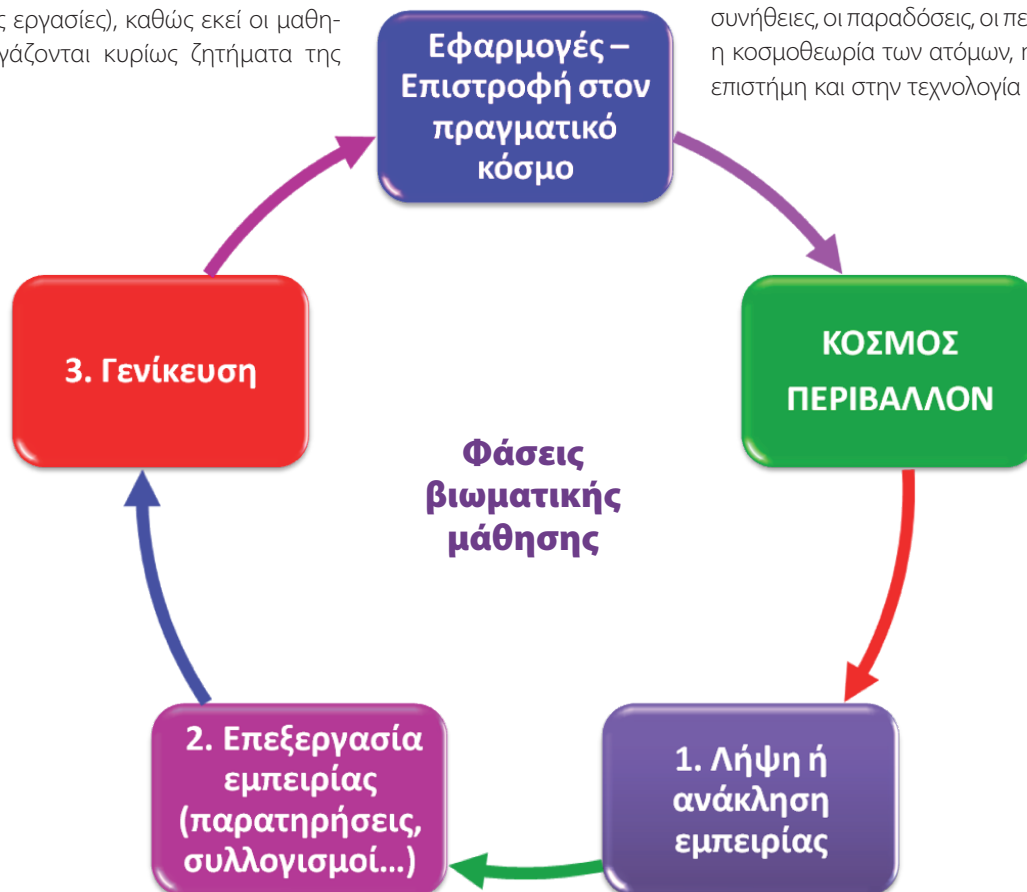 ς εργασίες), καθώς εκεί οι μαθη-
γάζονται κυρίως ζητήματα της
συνήθειες, οι παραδόσεις, οι πε
η κοσμοθεωρία των ατόμων, η
επιστήμη και στην τεχνολογία
Εφαρμογές –
Επιστροφή στον
πραγματικό
κόσμο
ΚΟΣΜΟΣ
ΠΕΡΙΒΑΛΛΟΝ
3. Γενίκευση
Φάσεις
βιωματικής
μάθησης
1. Λήψη ή
ανάκληση
εμπειρίας
2. Επεξεργασία
εμπειρίας
(παρατηρήσεις,
συλλογισμοί...)